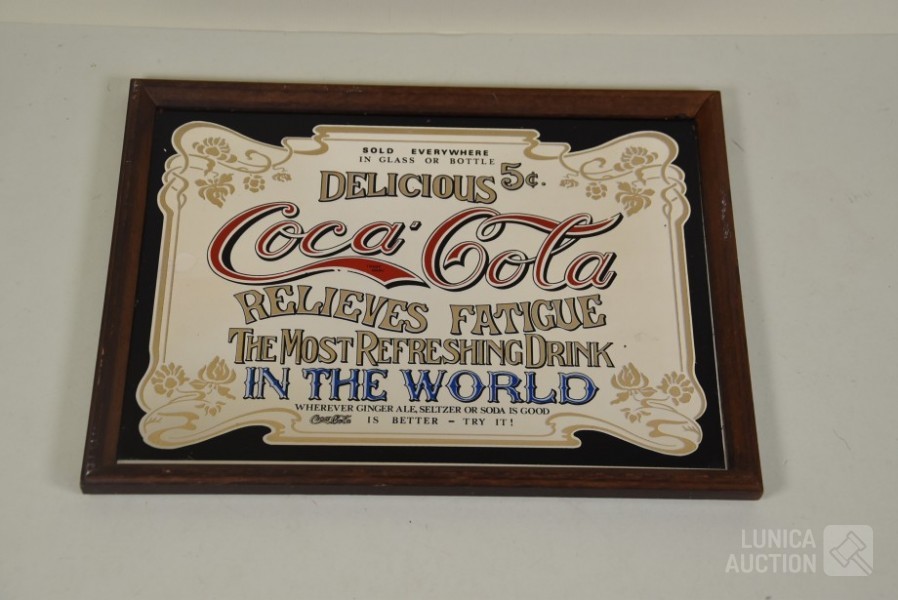 SOLD EVERYWHERE
IN GLASS OR BOTTLE
DELICIOUS 5¢.
Coca-Cola
RELIEVES FATIGUE
THE MOST REFRESHING DRINK
IN THE WORLD
WHEREVER GINGER ALE, SELTZER OR SODA IS GOOD
Coca-Cola IS BETTER – TRY IT!
LUNICA
AUCTION